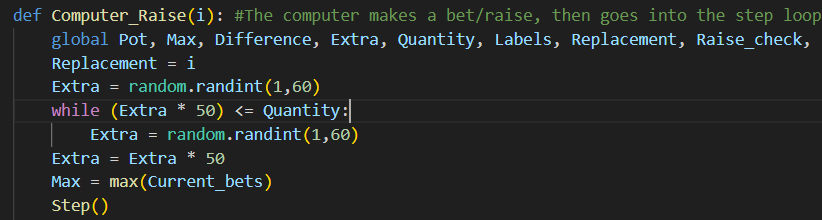 def Computer_Raise(i): #The computer makes a bet/raise, then goes into the step loop
global Pot, Max, Difference, Extra, Quantity, Labels, Replacement, Raise_check,
Replacement = i
Extra = random.randint(1,60)
while (Extra * 50) <= Quantity:
Extra = random.randint(1,60)
Extra = Extra * 50
Max = max(Current_bets)
Step()